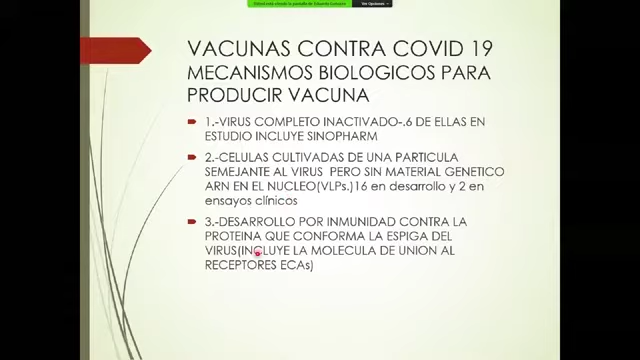 Ver Opciones
VACUNAS CONTRA COVID 19
MECANISMOS BIOLOGICOS PARA
PRODUCIR VACUNA
1.-VIRUS COMPLETO INACTIVADO-.6 DE ELLAS EN
ESTUDIO INCLUYE SINOPHARM
2.-CELULAS CULTIVADAS DE UNA PARTICULA
SEMEJANTE AL VIRUS PERO SIN MATERIAL GENETICO
ARN EN EL NUCLEO(VLPs.)16 en desarrollo y 2 en
ensayos clínicos
3.-DESARROLLO POR INMUNIDAD CONTRA LA
PROTEINA QUE CONFORMA LA ESPIGA DEL
VIRUS(INCLUYE LA MOLECULA DE UNION AL
RECEPTORES ECAs)